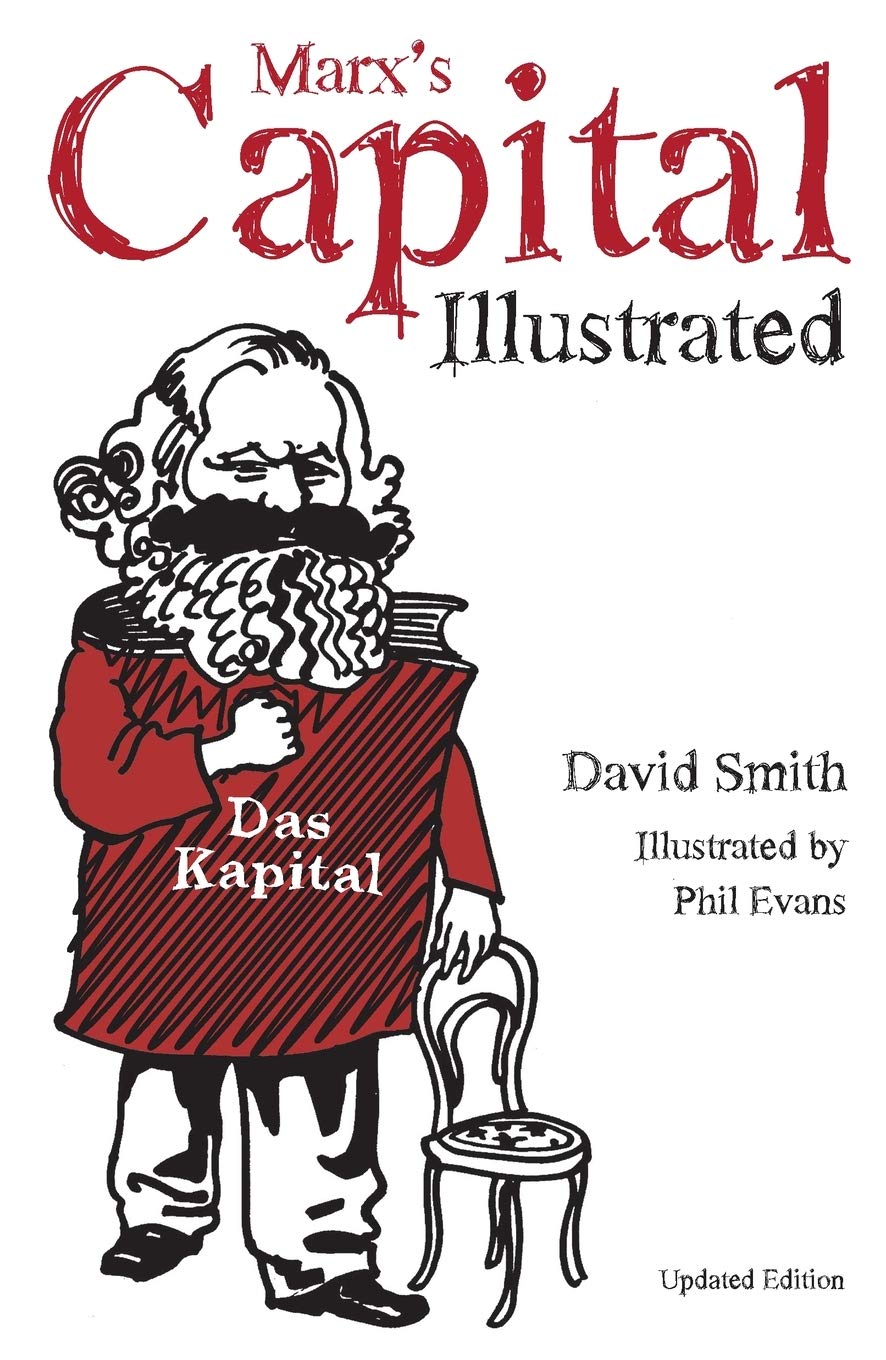 Marx's
Capital
Illustrated
Das
Kapital
David Smith
Illustrated by
Phil Evans
Updated Edition